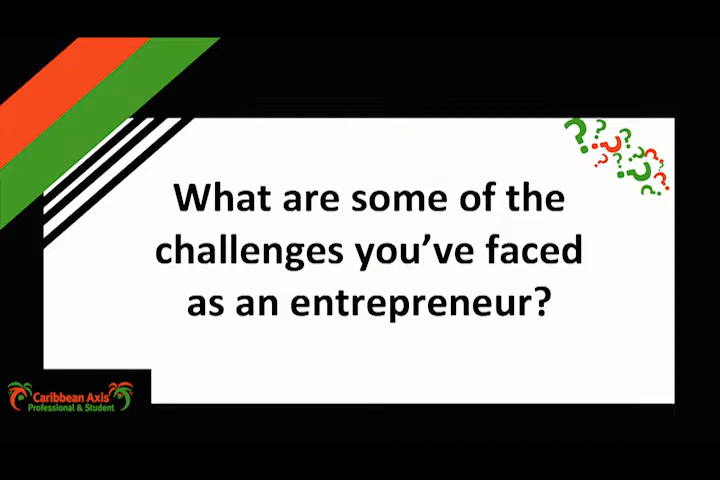 What are some of the
challenges you’ve faced
as an entrepreneur?
Caribbean Axis
Professional & Student